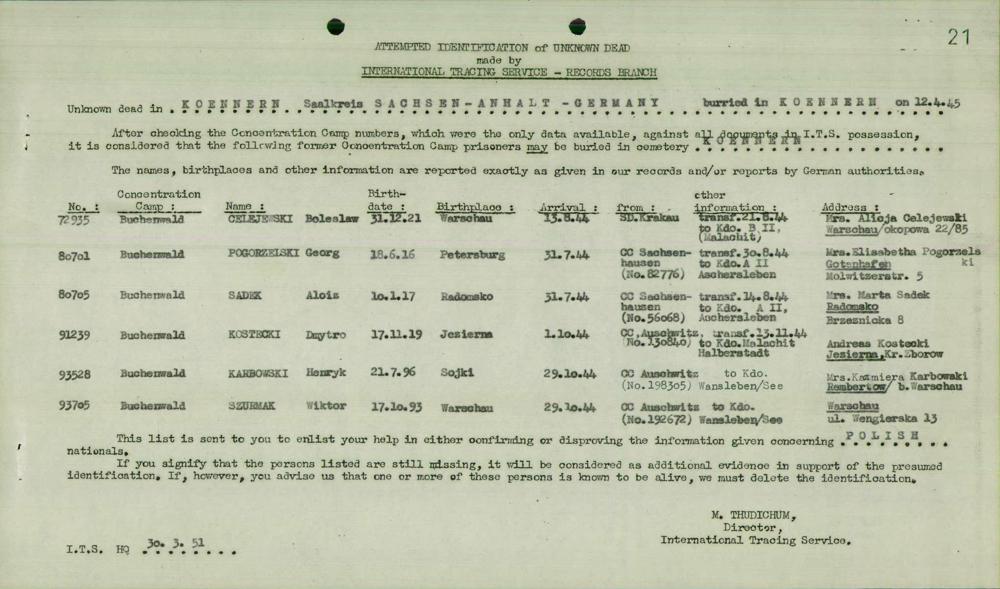 21
ATTEMPTED IDENTIFICATION of UNKNOWN DEAD
made by
INTERNATIONAL TRACING SERVICE - RECORDS BRANCH
Unknown dead in . KOENNERN . . Saalkreis SACHSEN-ANHALT - GERMANY burried in KOENNERN on 12.4.45
After checking the Concentration Camp numbers, which were the only data available, against all documents in I.T.S. possession,
it is considered that the following former Concentration Camp prisoners may be buried in cemetery . KOENNERN
The names, birthplaces and other information are reported exactly as given in our records and/or reports by German authorities.
No. : Concentration Camp : Name : Birth-date : Birthplace : Arrival : from : other information : Address :
72935 Buchenwald CELEJEWSKI Boleslaw 31.12.21 Warschau 13.8.44 SD.Krakau transf.21.8.44 Mrs. Alicja Celejewski
to Kdo. B II, Warschau/okopowa 22/85
(Malachit)
80701 Buchenwald POGORZELSKI Georg 18.6.16 Petersburg 31.7.44 CC Sachsen- transf.30.8.44 Mrs.Elisabetha Pogorzels
hausen to Kdo.A II Gotenhafen ki
(No.82776) Aschersleben Molwitzerstr. 5
80705 Buchenwald SADEK Alois 10.1.17 Radomsko 31.7.44 CC Sachsen- transf.14.8.44 Mrs. Marta Sadek
hausen to Kdo. A II, Radomsko
(No.56068) Aschersleben Brzeznicka 8
91239 Buchenwald KOSTECKI Dmytro 17.11.19 Jezierna 1.10.44 CC.Auschwitz, transf.13.11.44
(No.130840) to Kdo.Malachit Andreas Kostecki
Halberstadt Jezierna,Kr.Zborow
93528 Buchenwald KARBOWSKI Henryk 21.7.96 Sojki 29.10.44 CC Auschwitz to Kdo. Mrs.Kazmiera Karbowski
(No.198305) Wansleben/See Rembertow/ b.Warschau
93705 Buchenwald SZURMAK Wiktor 17.10.93 Warschau 29.10.44 CC Auschwitz to Kdo. Warschau
(No.192672) Wansleben/See ul. Wengierska 13
This list is sent to you to enlist your help in either confirming or disproving the information given concerning . POLISH
nationals.
If you signify that the persons listed are still missing, it will be considered as additional evidence in support of the presumed
identification. If, however, you advise us that one or more of these persons is known to be alive, we must delete the identification.
M. THUDICHUM,
Director,
International Tracing Service.
I.T.S. HQ 30. 3. 51